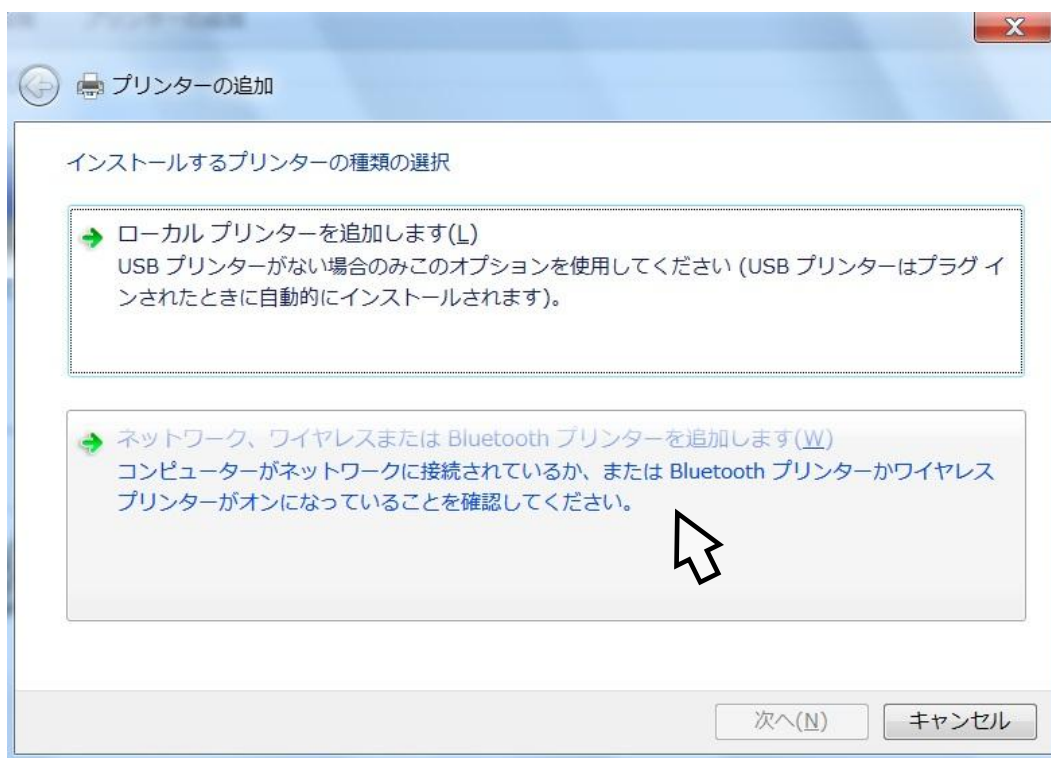 プリンターの追加
インストールするプリンターの種類の選択
ローカル プリンターを追加します(L)
USB プリンターがない場合のみこのオプションを使用してください (USB プリンターはプラグ イ
ンされたときに自動的にインストールされます)。
ネットワーク、ワイヤレスまたは Bluetooth プリンターを追加します(W)
コンピューターがネットワークに接続されているか、または Bluetooth プリンターかワイヤレス
プリンターがオンになっていることを確認してください。
次へ(N)
キャンセル